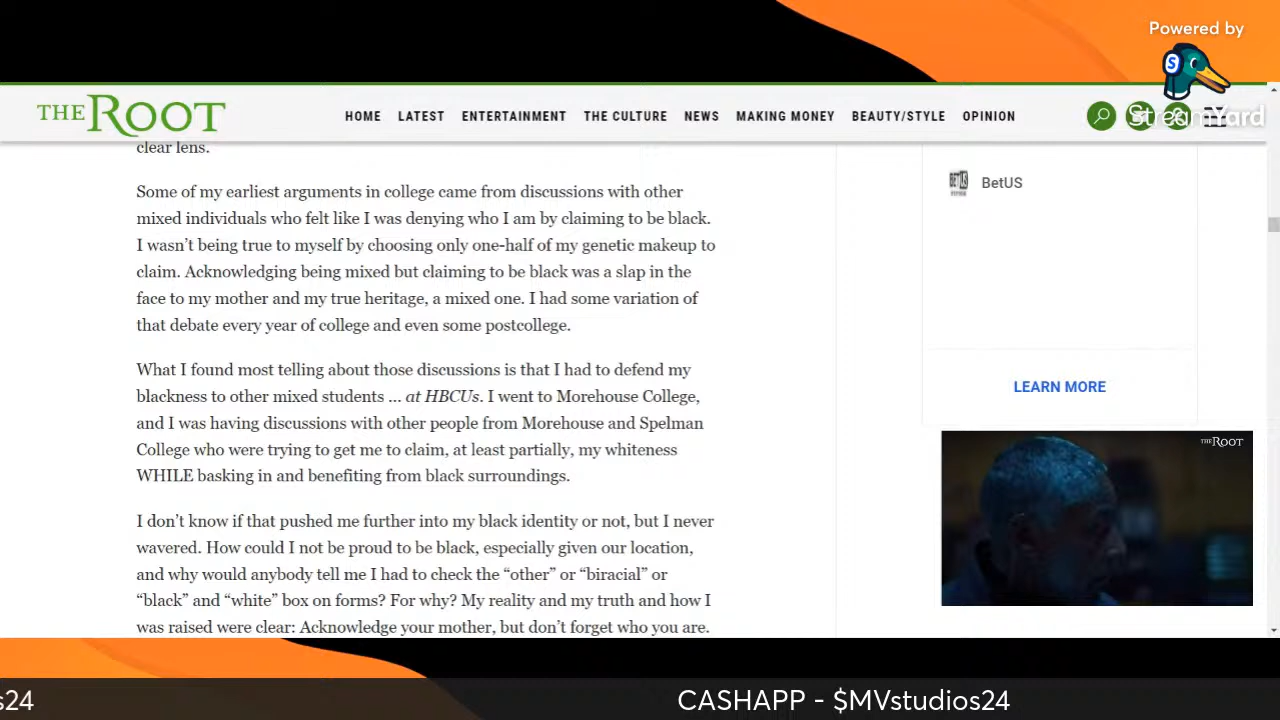 Powered by
StreamYard
THE ROOT
HOME LATEST ENTERTAINMENT THE CULTURE NEWS MAKING MONEY BEAUTY/STYLE OPINION
clear lens.
Some of my earliest arguments in college came from discussions with other
mixed individuals who felt like I was denying who I am by claiming to be black.
I wasn’t being true to myself by choosing only one-half of my genetic makeup to
claim. Acknowledging being mixed but claiming to be black was a slap in the
face to my mother and my true heritage, a mixed one. I had some variation of
that debate every year of college and even some postcollege.
What I found most telling about those discussions is that I had to defend my
blackness to other mixed students ... at HBCUs. I went to Morehouse College,
and I was having discussions with other people from Morehouse and Spelman
College who were trying to get me to claim, at least partially, my whiteness
WHILE basking in and benefiting from black surroundings.
I don’t know if that pushed me further into my black identity or not, but I never
wavered. How could I not be proud to be black, especially given our location,
and why would anybody tell me I had to check the “other” or “biracial” or
“black” and “white” box on forms? For why? My reality and my truth and how I
was raised were clear: Acknowledge your mother, but don’t forget who you are.
BetUS
LEARN MORE
THE ROOT
s24
CASHAPP - $MVstudios24